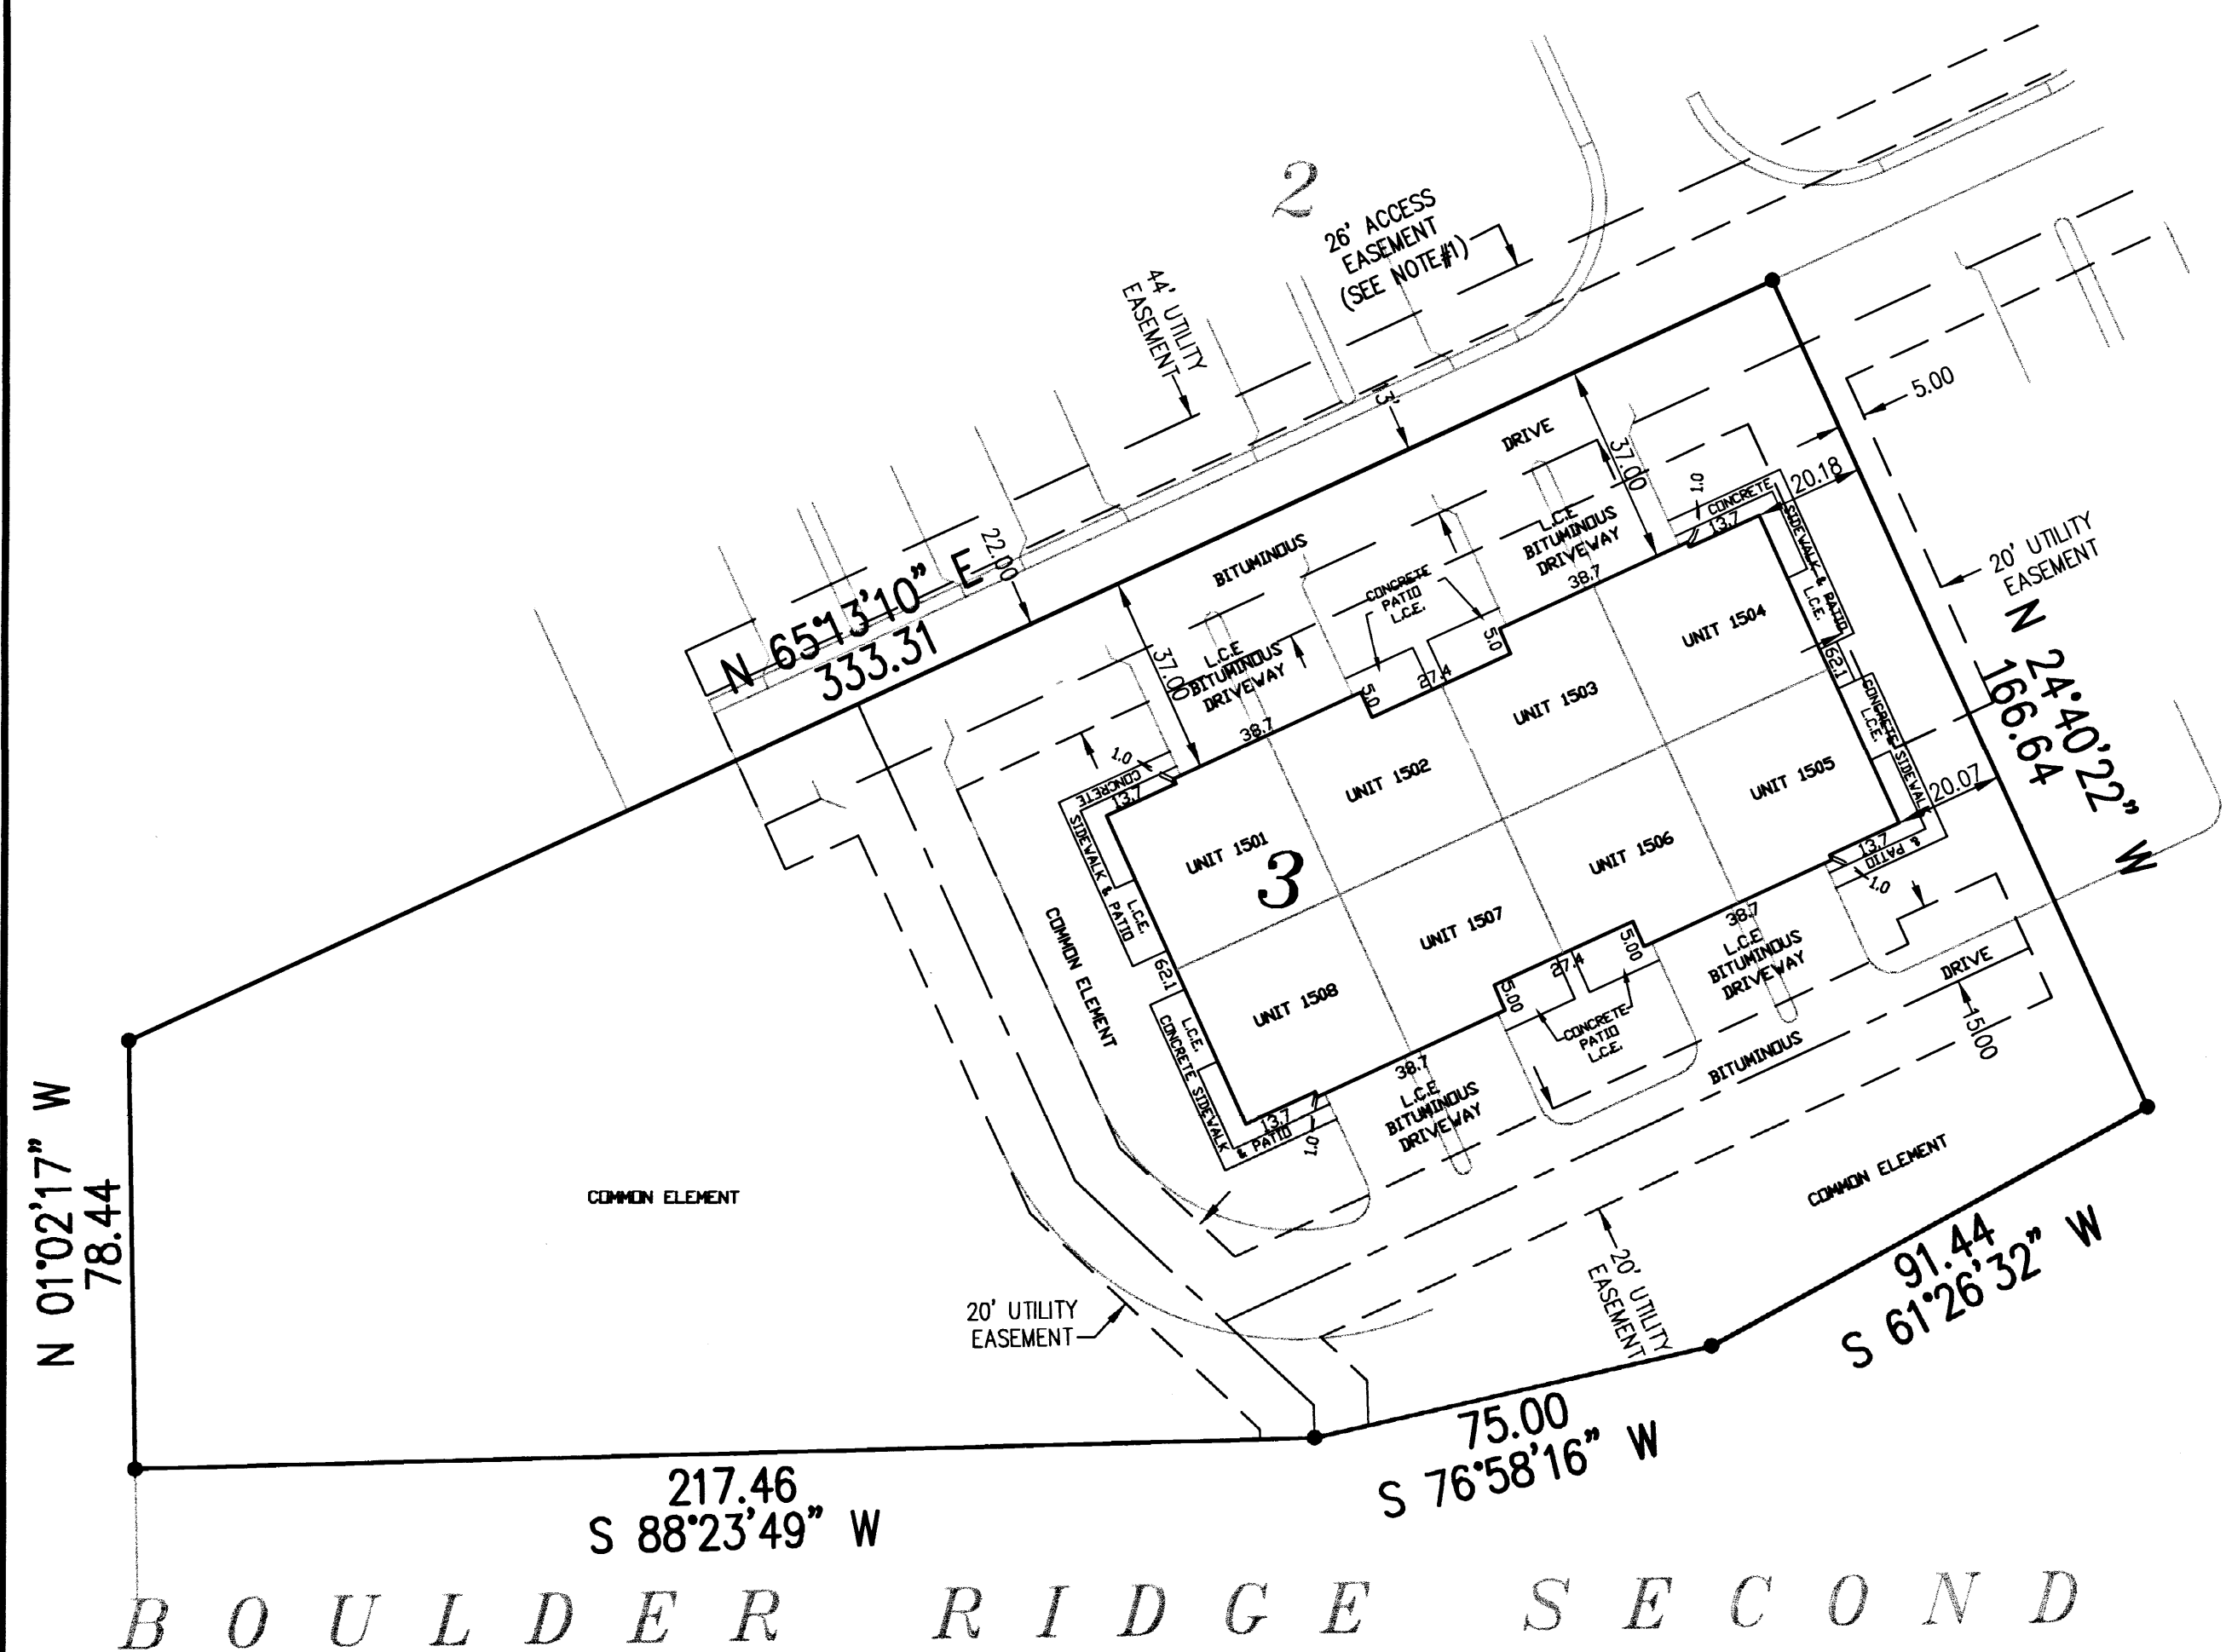 2
26' ACCESS
EASEMENT
(SEE NOTE#1)
44' UTILITY
EASEMENT
5.00
13'
DRIVE
37.00
1.0
CONCRETE
13.7
20.18
SIDEWALK & PATIO
L.C.E.
62.1
20' UTILITY
EASEMENT
N 24°40'22" W
166.64
N 65°13'10" E
333.31
22.00
BITUMINOUS
L.C.E
BITUMINOUS
DRIVEWAY
38.7
CONCRETE
PATIO
L.C.E.
5.0
27.4
5.0
L.C.E
BITUMINOUS
DRIVEWAY
38.7
37.00
1.0
CONCRETE
13.7
SIDEWALK & PATIO
L.C.E.
62.1
UNIT 1504
UNIT 1503
UNIT 1502
UNIT 1501
3
UNIT 1505
UNIT 1506
UNIT 1507
UNIT 1508
CONCRETE SIDEWALK
L.C.E.
20.07
13.7
& PATIO
1.0
38.7
L.C.E
BITUMINOUS
DRIVEWAY
5.00
27.4
5.00
CONCRETE
PATIO
L.C.E.
38.7
L.C.E
BITUMINOUS
DRIVEWAY
L.C.E.
CONCRETE SIDEWALK
13.7
& PATIO
1.0
COMMON ELEMENT
DRIVE
BITUMINOUS
15.00
COMMON ELEMENT
COMMON ELEMENT
N 01°02'17" W
78.44
20' UTILITY
EASEMENT
20' UTILITY
EASEMENT
91.44
S 61°26'32" W
75.00
S 76°58'16" W
217.46
S 88°23'49" W
BOULDER RIDGE SECOND